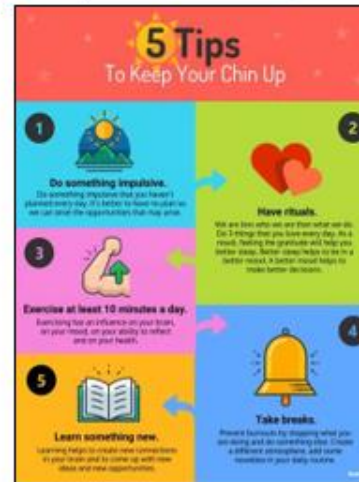 5 Tips
To Keep Your Chin Up
1
Do something impulsive.
Do something impulsive that you haven't
planned every day. It's better to have no plan so
we can seize the opportunities that may arise.
2
Have rituals.
We are less who we are than what we do.
Do 3 things that you love every day. As a
result, feeling the gratitude will help you
better sleep. Better sleep helps to be in a
better mood. A better mood helps to
make better decisions.
3
Exercise at least 10 minutes a day.
Exercising has an influence on your brain,
on your mood, on your ability to reflect
and on your health.
4
Take breaks.
Prevent burnouts by stopping what you
are doing and do something else. Create
a different atmosphere, add some
novelties in your daily routine.
5
Learn something new.
Learning helps to create new connections
in your brain and to come up with new
ideas and new opportunities.